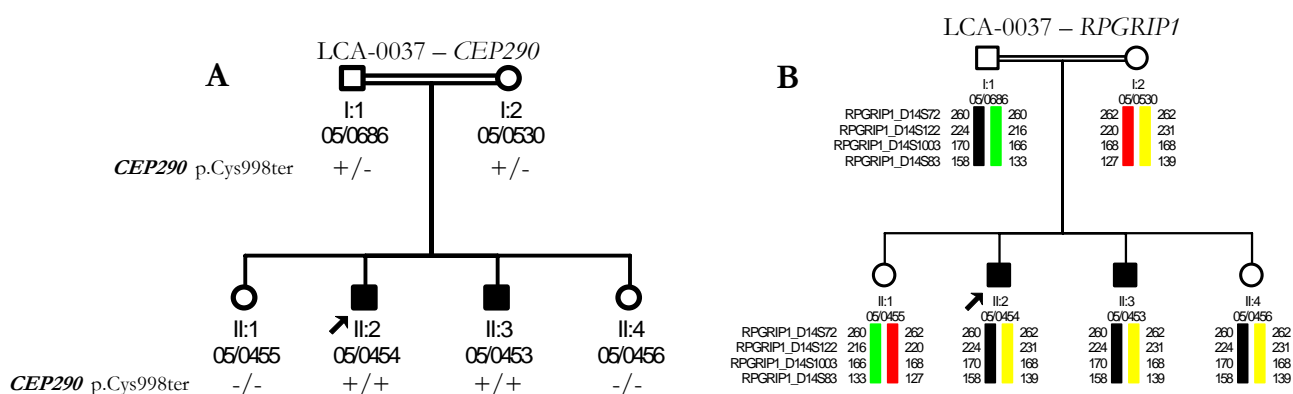 LCA-0037 – CEP290
A
I:1 I:2
05/0686 05/0530
CEP290 p.Cys998ter +/- +/-
II:1 II:2 II:3 II:4
05/0455 05/0454 05/0453 05/0456
CEP290 p.Cys998ter -/- +/+ +/+ -/-
LCA-0037 – RPGRIP1
B
I:1 I:2
05/0686 05/0530
RPGRIP1_D14S72 260 260 262 262
RPGRIP1_D14S122 224 216 220 231
RPGRIP1_D14S1003 170 166 168 168
RPGRIP1_D14S83 158 133 127 139
II:1 II:2 II:3 II:4
05/0455 05/0454 05/0453 05/0456
RPGRIP1_D14S72 260 262 260 262 260 262 260 262
RPGRIP1_D14S122 216 220 224 231 224 231 224 231
RPGRIP1_D14S1003 166 168 170 168 170 168 170 168
RPGRIP1_D14S83 133 127 158 139 158 139 158 139